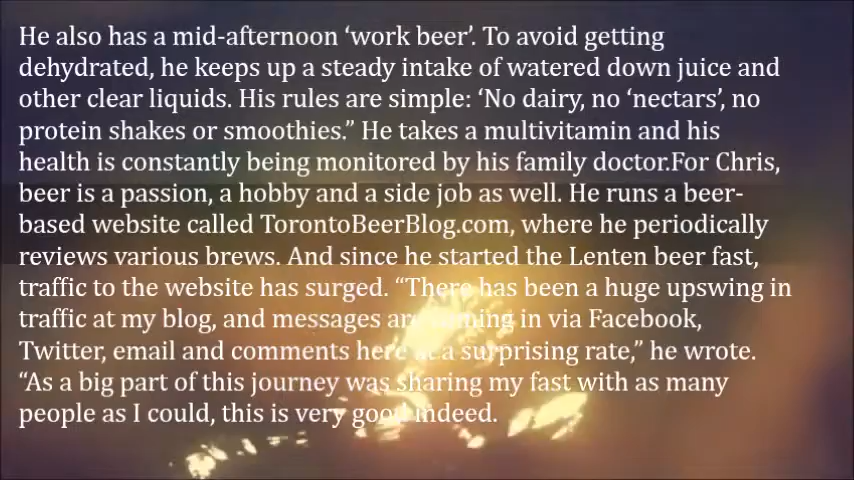 He also has a mid-afternoon ‘work beer’. To avoid getting
dehydrated, he keeps up a steady intake of watered down juice and
other clear liquids. His rules are simple: ‘No dairy, no ‘nectars’, no
protein shakes or smoothies.” He takes a multivitamin and his
health is constantly being monitored by his family doctor.For Chris,
beer is a passion, a hobby and a side job as well. He runs a beer-
based website called TorontoBeerBlog.com, where he periodically
reviews various brews. And since he started the Lenten beer fast,
traffic to the website has surged. “There has been a huge upswing in
traffic at my blog, and messages are coming in via Facebook,
Twitter, email and comments here at a surprising rate,” he wrote.
“As a big part of this journey was sharing my fast with as many
people as I could, this is very good indeed.